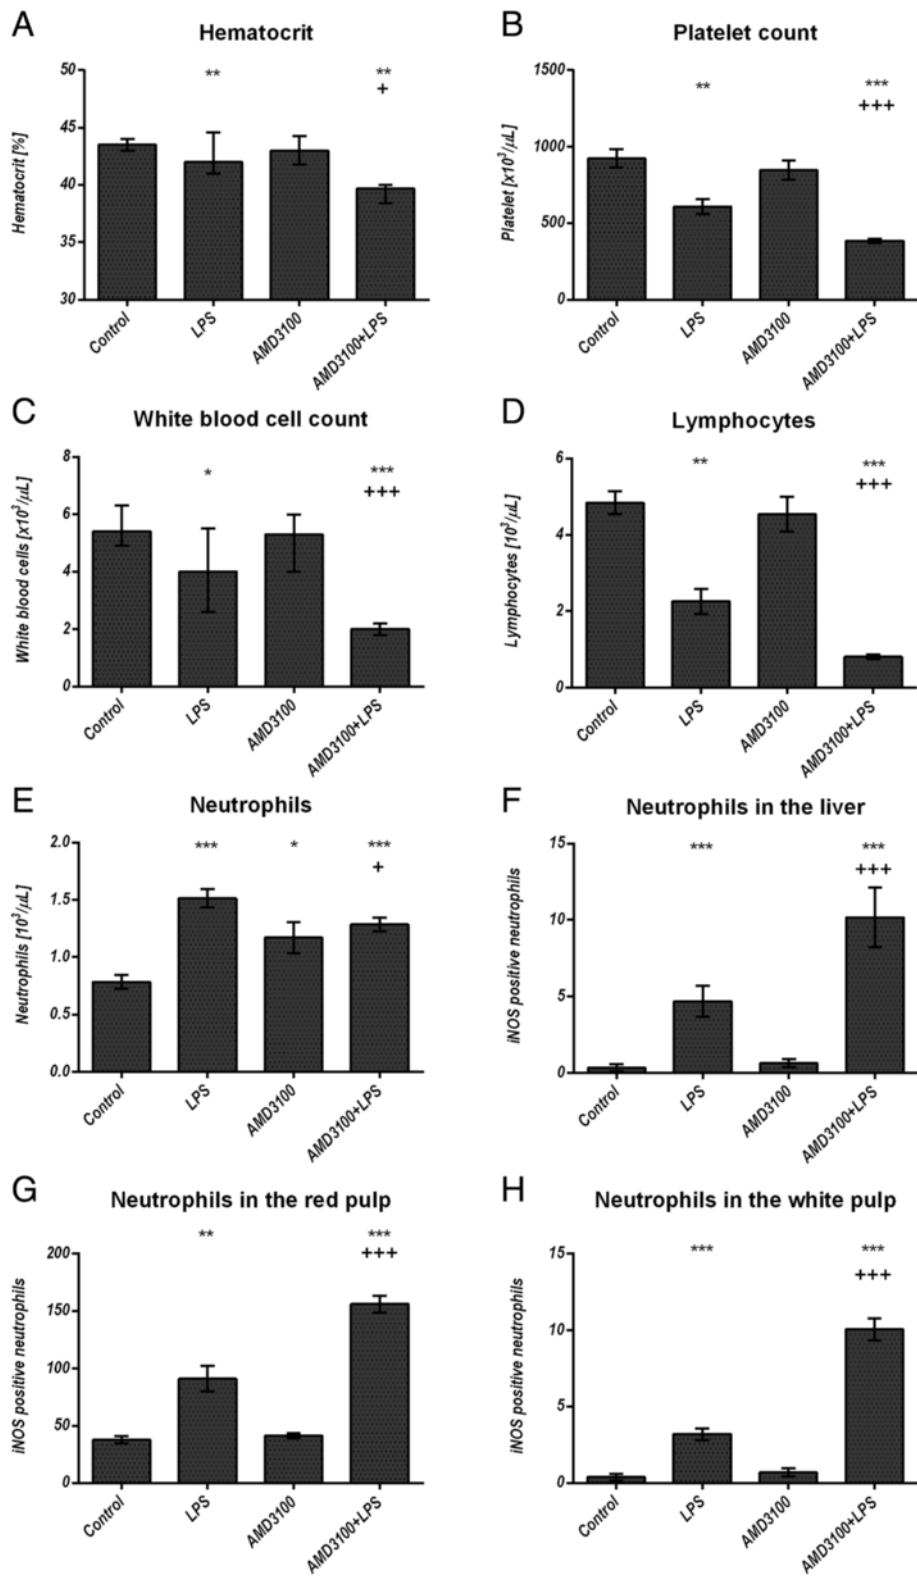 A Hematocrit
Hematocrit [%]
50
45
40
35
30
** **
+
Control LPS AMD3100 AMD3100+LPS
B Platelet count
Platelet [x10³/µL]
1500
1000
500
0
** ***
+++
Control LPS AMD3100 AMD3100+LPS
C White blood cell count
White blood cells [x10³/µL]
8
6
4
2
0
* ***
+++
Control LPS AMD3100 AMD3100+LPS
D Lymphocytes
Lymphocytes [10³/µL]
6
4
2
0
** ***
+++
Control LPS AMD3100 AMD3100+LPS
E Neutrophils
Neutrophils [10³/µL]
2.0
1.5
1.0
0.5
0.0
*** * ***
+
Control LPS AMD3100 AMD3100+LPS
F Neutrophils in the liver
iNOS positive neutrophils
15
10
5
0
*** ***
+++
Control LPS AMD3100 AMD3100+LPS
G Neutrophils in the red pulp
iNOS positive neutrophils
200
150
100
50
0
** ***
+++
Control LPS AMD3100 AMD3100+LPS
H Neutrophils in the white pulp
iNOS positive neutrophils
15
10
5
0
*** ***
+++
Control LPS AMD3100 AMD3100+LPS